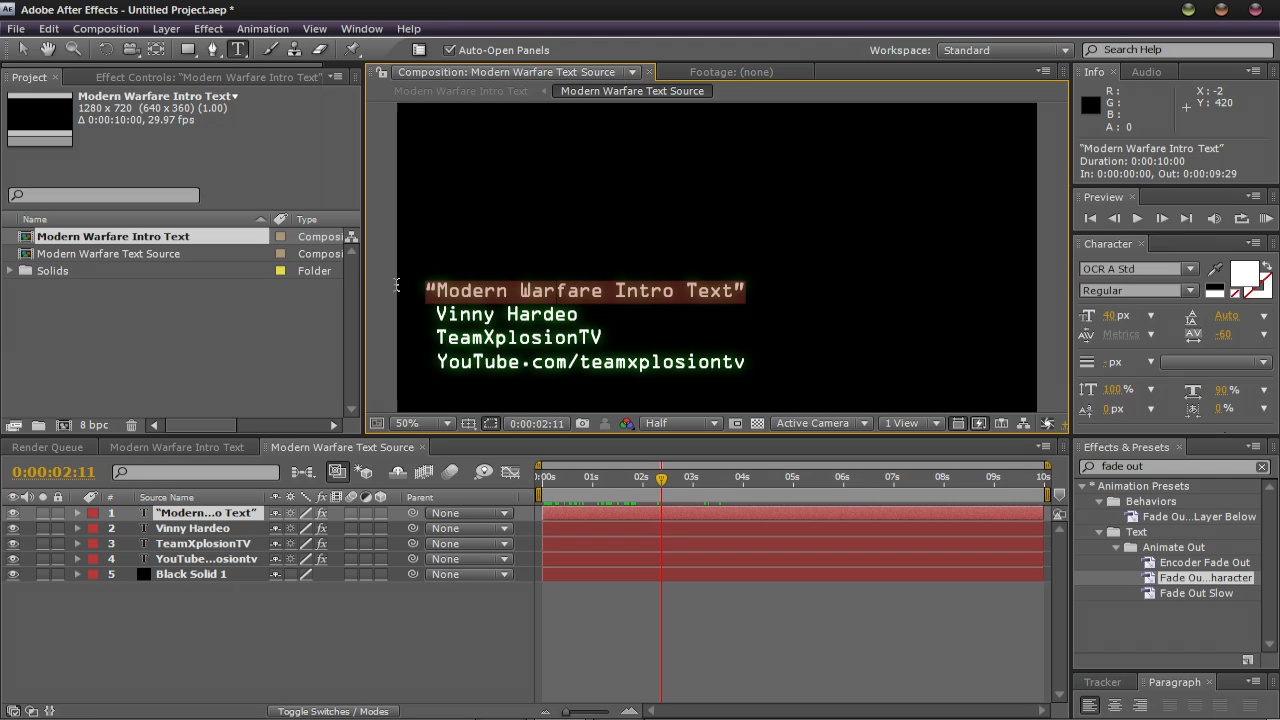 Adobe After Effects - Untitled Project.aep *
File Edit Composition Layer Effect Animation View Window Help
Auto-Open Panels
Workspace: Standard
Search Help
Project
Effect Controls: "Modern Warfare Intro Text"
Modern Warfare Intro Text▾
1280 x 720 (640 x 360) (1.00)
Δ 0:00:10:00, 29.97 fps
Name Type
Modern Warfare Intro Text Composi
Modern Warfare Text Source Composi
Solids Folder
8 bpc
Composition: Modern Warfare Text Source
Footage: (none)
Modern Warfare Intro Text
Modern Warfare Text Source
“Modern Warfare Intro Text”
Vinny Hardeo
TeamXplosionTV
YouTube.com/teamxplosiontv
50% 0:00:02:11 Half Active Camera 1 View
Info Audio
R: X: -2
G: Y: 420
B:
A: 0
“Modern Warfare Intro Text”
Duration: 0:00:10:00
In: 0:00:00:00, Out: 0:00:09:29
Preview
Character
OCR A Std
Regular
40 px Auto
Metrics -60
- px
100 % 90 %
0 px 0 %
Effects & Presets
fade out
* Animation Presets
Behaviors
Fade Ou...Layer Below
Text
Animate Out
Encoder Fade Out
Fade Ou...haracter
Fade Out Slow
Tracker Paragraph
Render Queue Modern Warfare Intro Text Modern Warfare Text Source
0:00:02:11
0:00s 01s 02s 03s 04s 05s 06s 07s 08s 09s 10s
# Source Name Parent
1 T “Modern...o Text” fx None
2 T Vinny Hardeo fx None
3 T TeamXplosionTV fx None
4 T YouTube...osiontv fx None
5 Black Solid 1 None
Toggle Switches / Modes